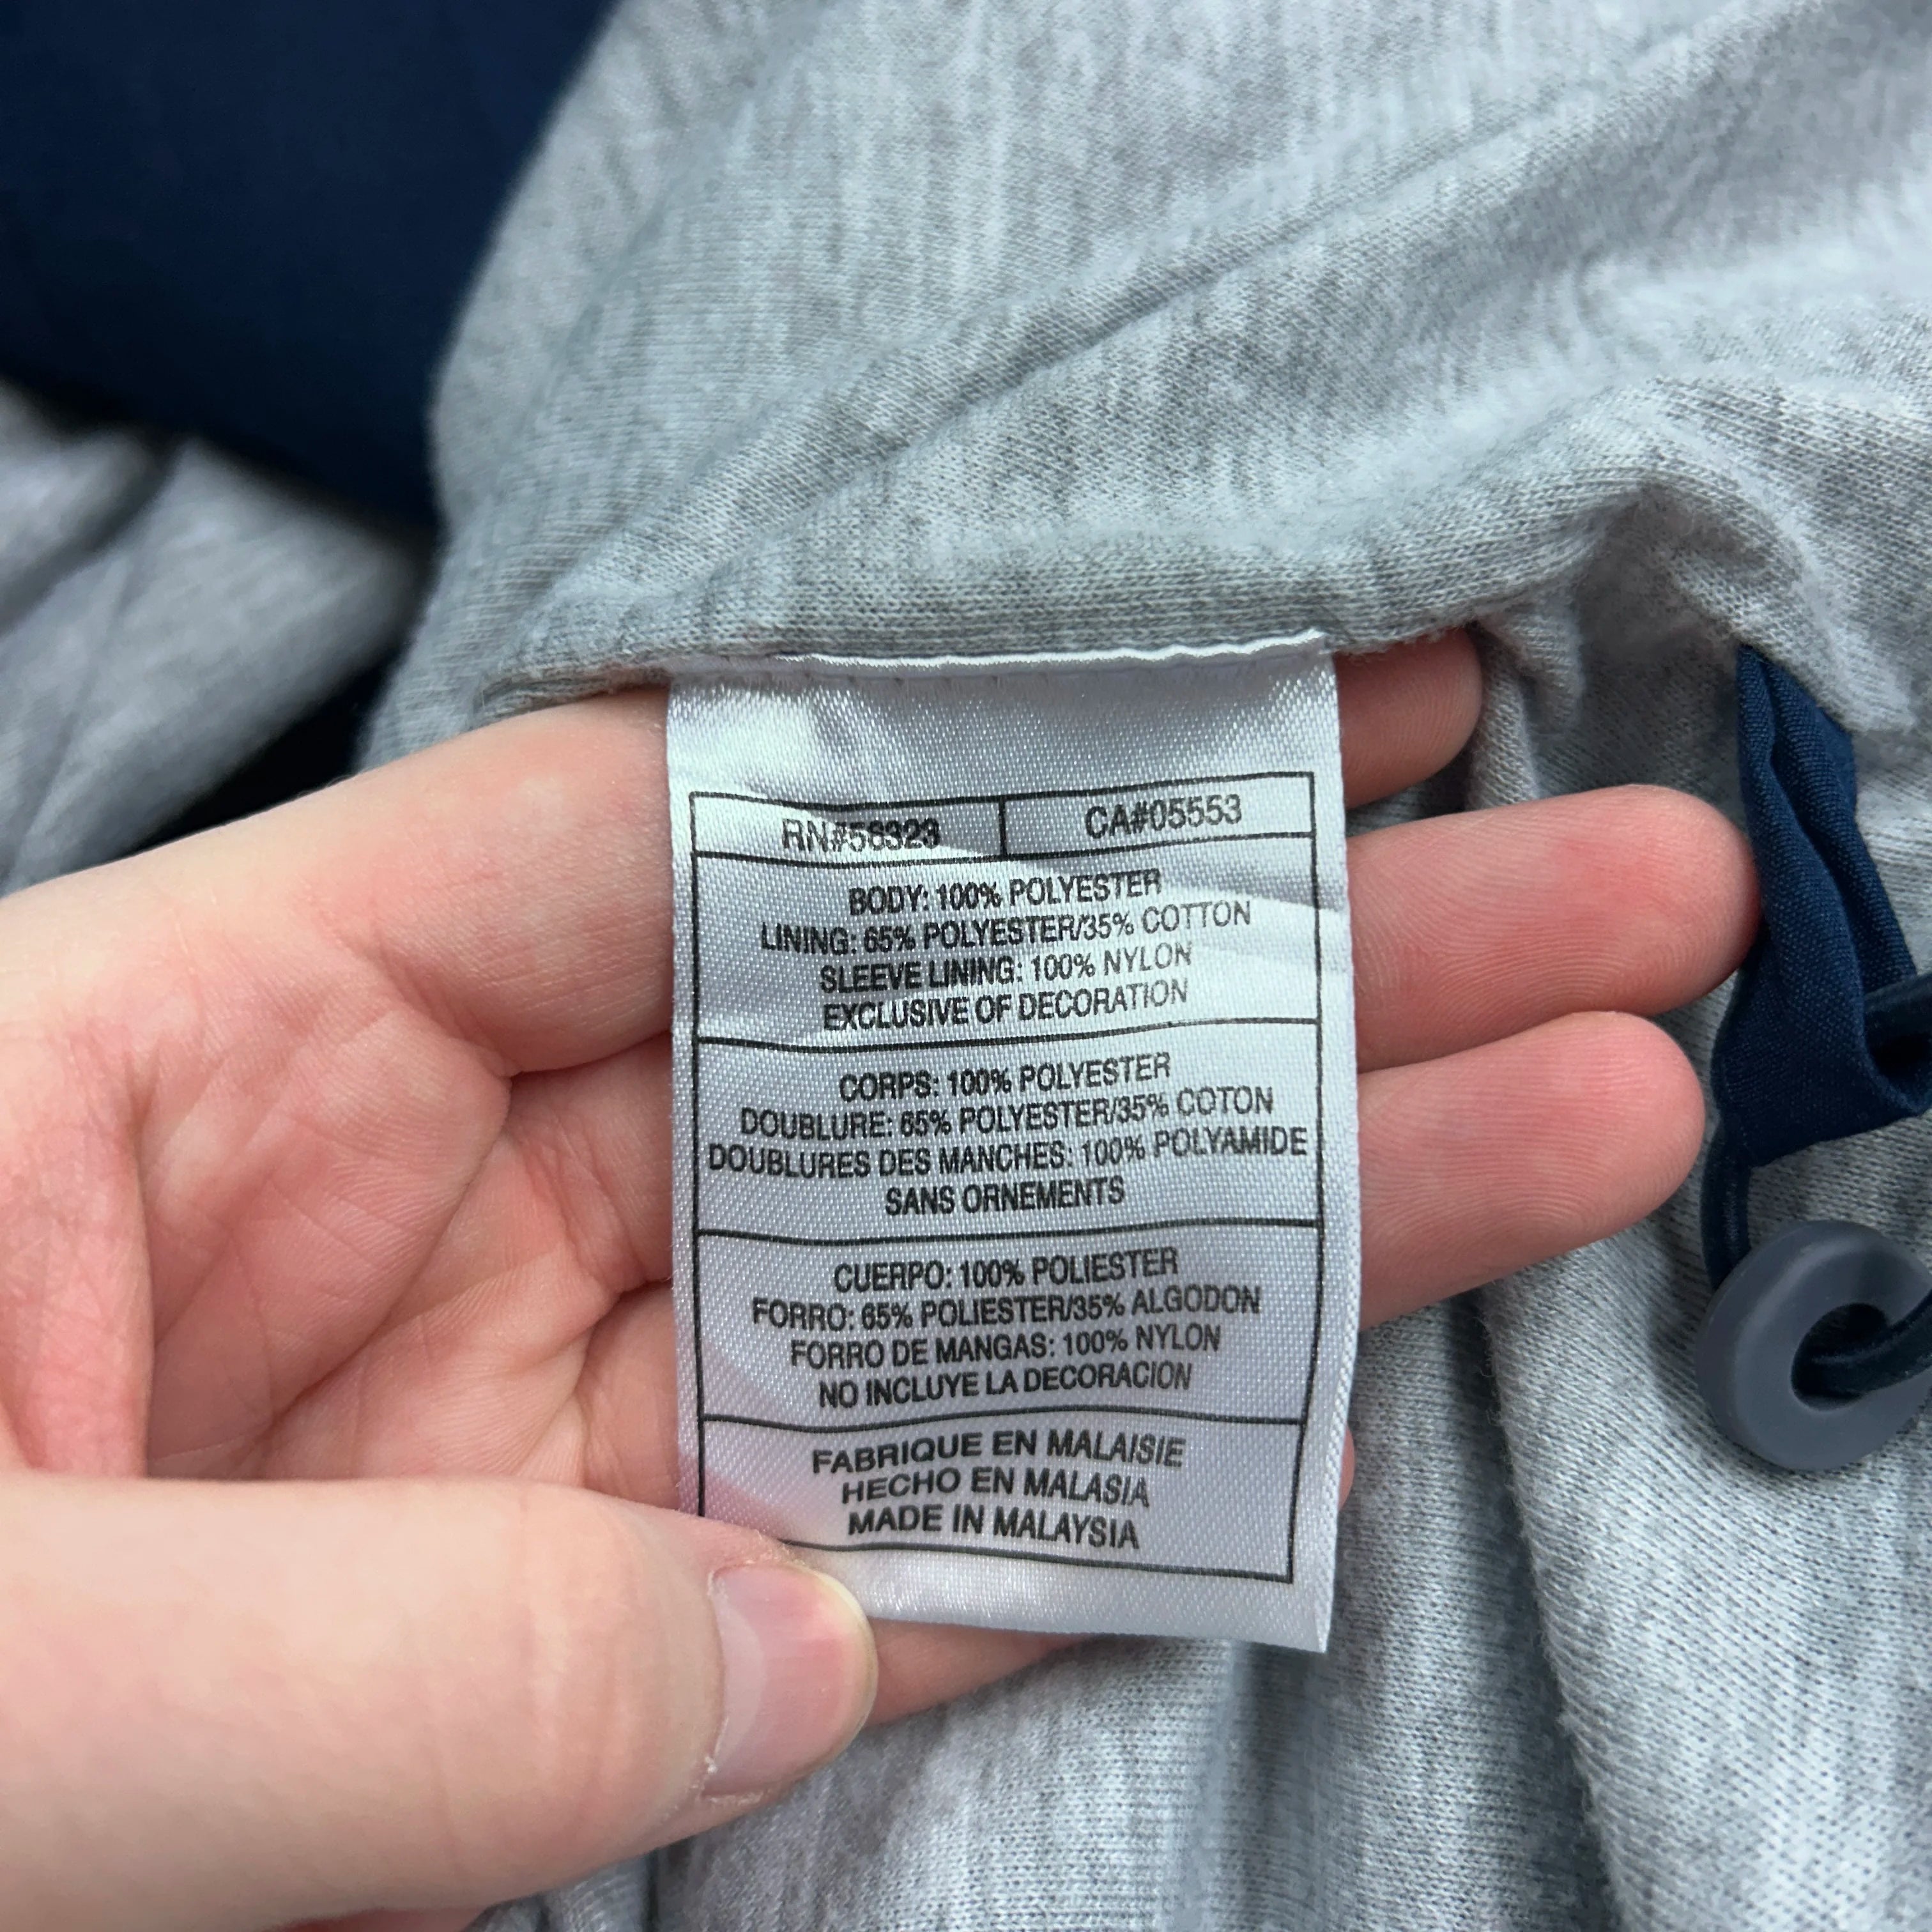 RN#56323 CA#05553
BODY: 100% POLYESTER
LINING: 65% POLYESTER/35% COTTON
SLEEVE LINING: 100% NYLON
EXCLUSIVE OF DECORATION
CORPS: 100% POLYESTER
DOUBLURE: 65% POLYESTER/35% COTON
DOUBLURES DES MANCHES: 100% POLYAMIDE
SANS ORNEMENTS
CUERPO: 100% POLIESTER
FORRO: 65% POLIESTER/35% ALGODON
FORRO DE MANGAS: 100% NYLON
NO INCLUYE LA DECORACION
FABRIQUE EN MALAISIE
HECHO EN MALASIA
MADE IN MALAYSIA